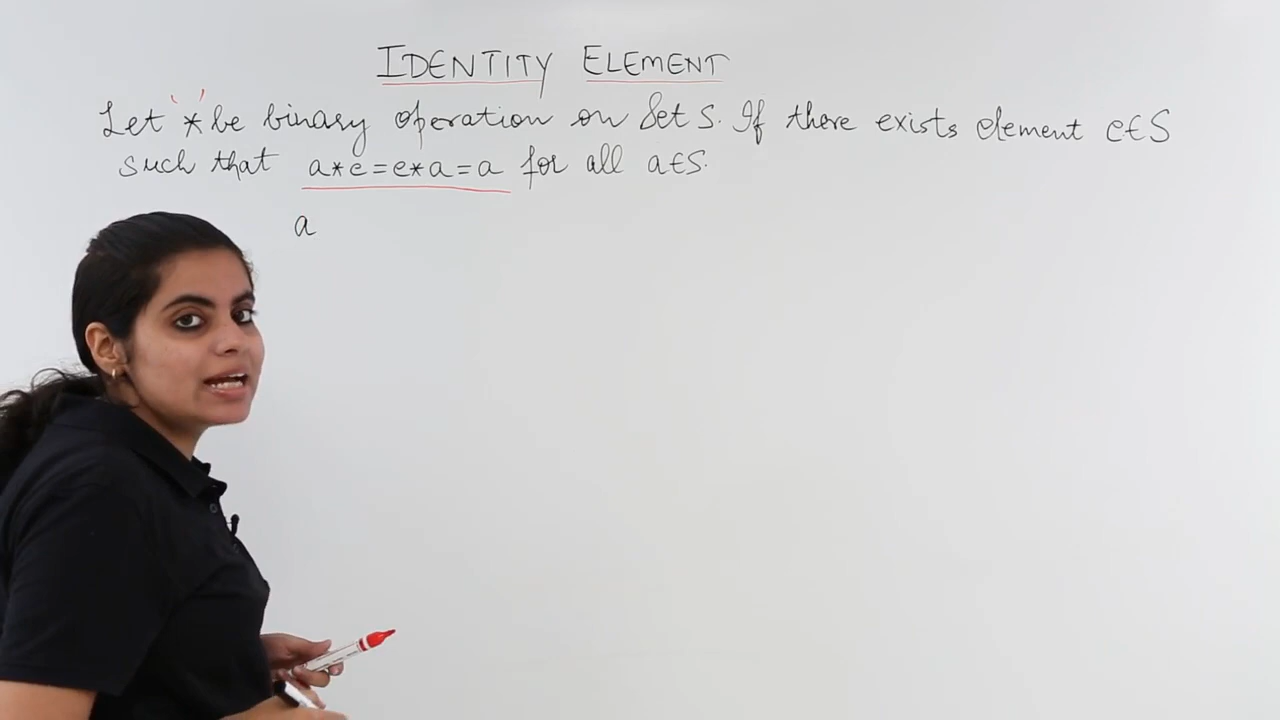 IDENTITY ELEMENT
Let '*' be binary operation on Set S. If there exists element e∈S
such that a*e=e*a=a for all a∈S.
a